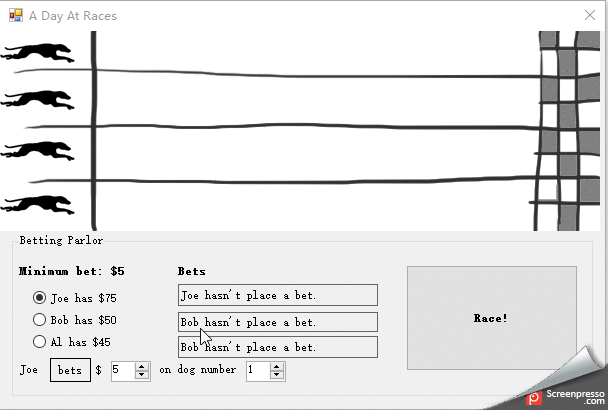 A Day At Races
Betting Parlor
Minimum bet: $5
Bets
Joe has $75
Joe hasn't place a bet.
Bob has $50
Bob hasn't place a bet.
Race!
Al has $45
Bob hasn't place a bet.
Joe bets $ 5 on dog number 1
Screenpresso
.com